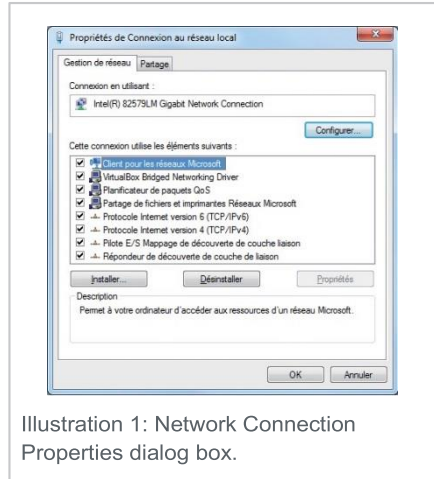 Propriétés de Connexion au réseau local
Gestion de réseau Partage
Connexion en utilisant :
Intel(R) 82579LM Gigabit Network Connection
Configurer...
Cette connexion utilise les éléments suivants :
Client pour les réseaux Microsoft
VirtualBox Bridged Networking Driver
Planificateur de paquets QoS
Partage de fichiers et imprimantes Réseaux Microsoft
Protocole Internet version 6 (TCP/IPv6)
Protocole Internet version 4 (TCP/IPv4)
Pilote E/S Mappage de découverte de couche liaison
Répondeur de découverte de couche de liaison
Installer... Désinstaller Propriétés
Description
Permet à votre ordinateur d'accéder aux ressources d'un réseau Microsoft.
OK Annuler
Illustration 1: Network Connection
Properties dialog box.